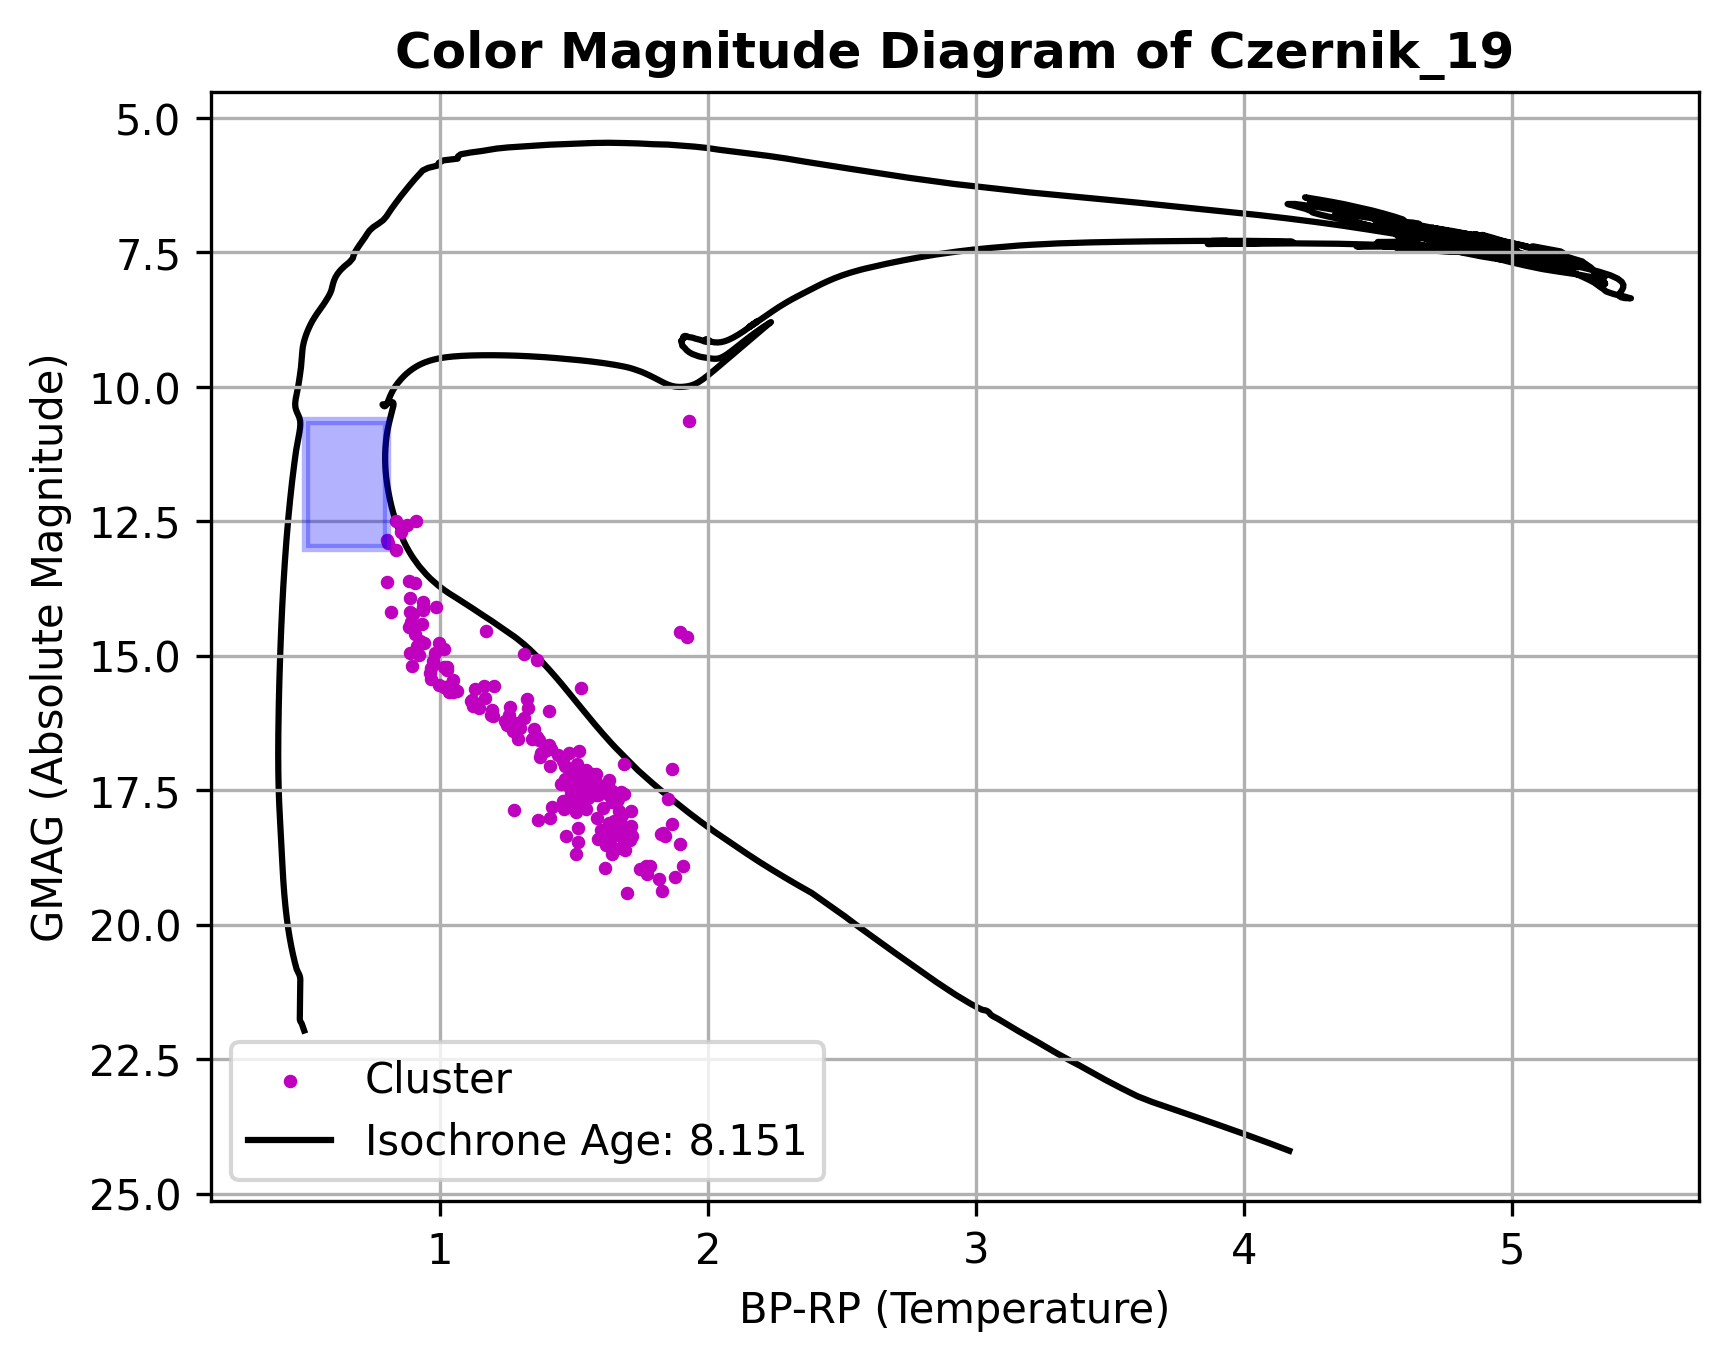 Color Magnitude Diagram of Czernik_19
GMAG (Absolute Magnitude)
5.0
7.5
10.0
12.5
15.0
17.5
20.0
22.5
25.0
Cluster
Isochrone Age: 8.151
1 2 3 4 5
BP-RP (Temperature)